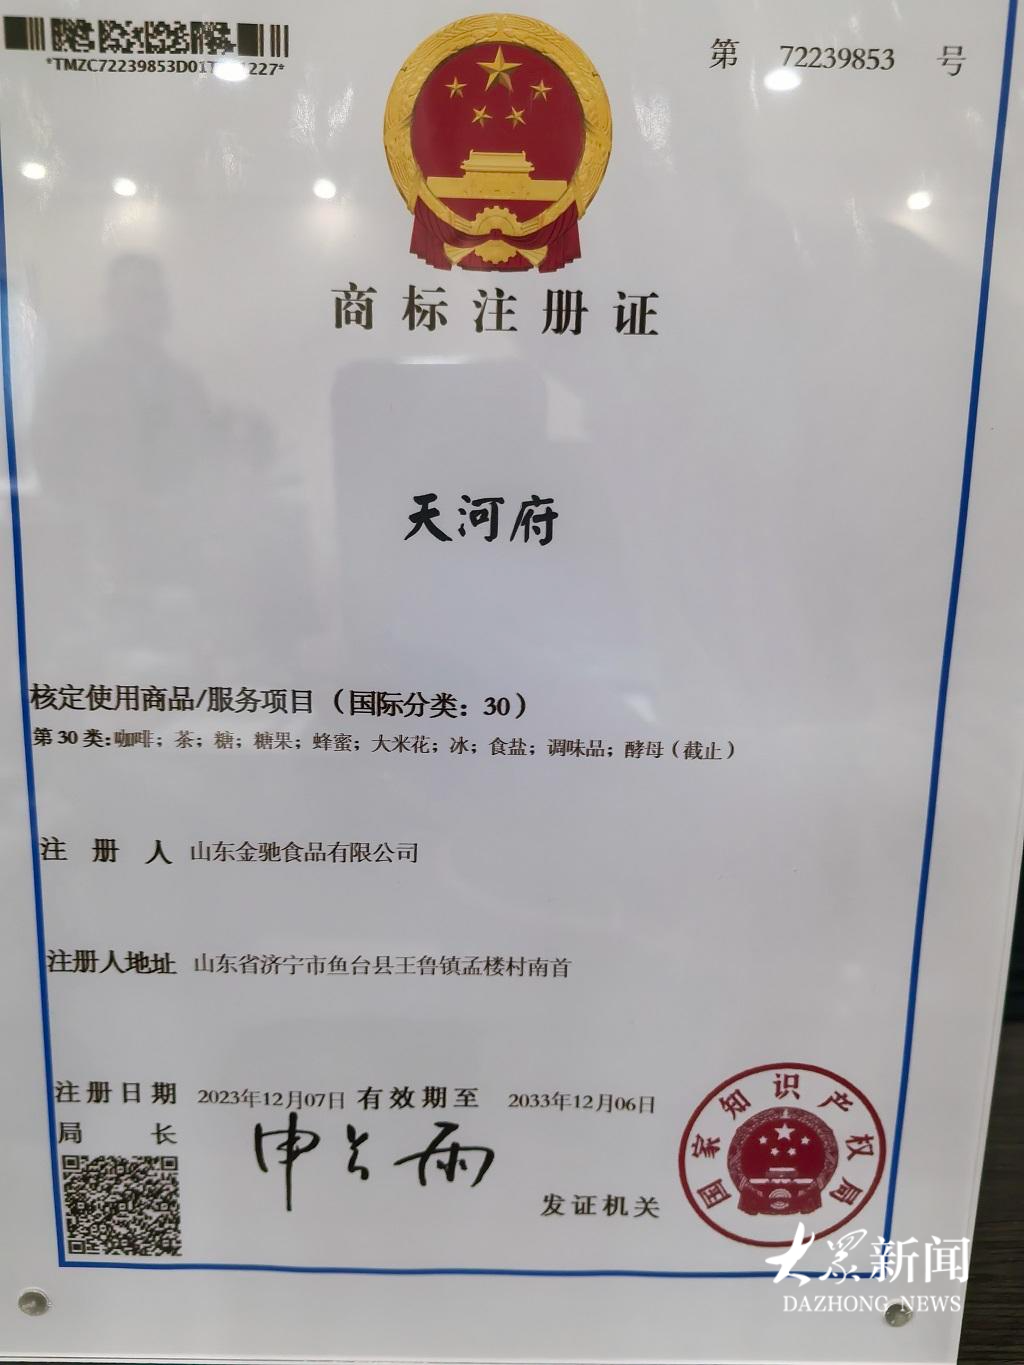 第 72239853 号
商标注册证
天河府
核定使用商品/服务项目（国际分类：30）
第30类:咖啡；茶；糖；糖果；蜂蜜；大米花；冰；食盐；调味品；酵母（截止）
注册人 山东金驰食品有限公司
注册人地址 山东省济宁市鱼台县王鲁镇孟楼村南首
注册日期 2023年12月07日 有效期至 2033年12月06日
局长 申长雨
发证机关
国家知识产权局
大众新闻
DAZHONG NEWS